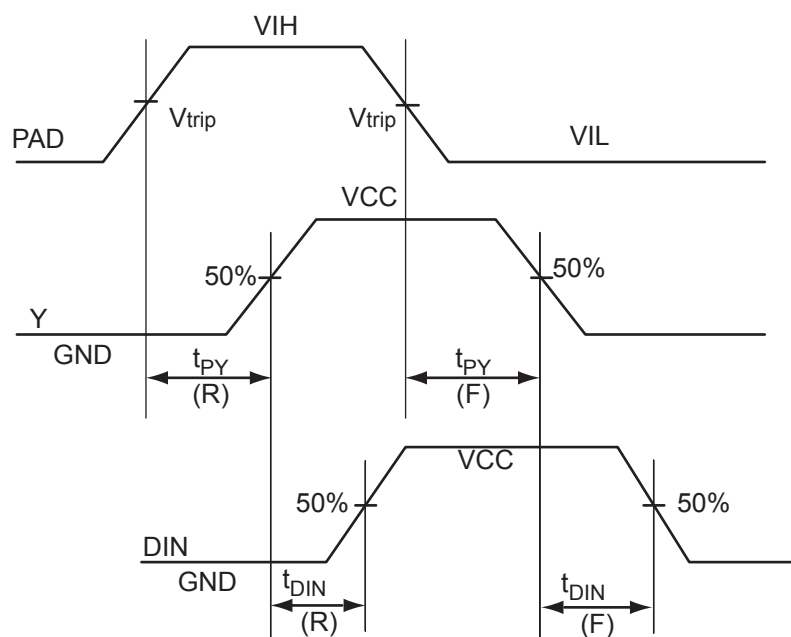 VIH
PAD
Vtrip
Vtrip
VIL
VCC
50%
50%
Y
GND
tPY
(R)
tPY
(F)
VCC
50%
50%
DIN
GND
tDIN
(R)
tDIN
(F)